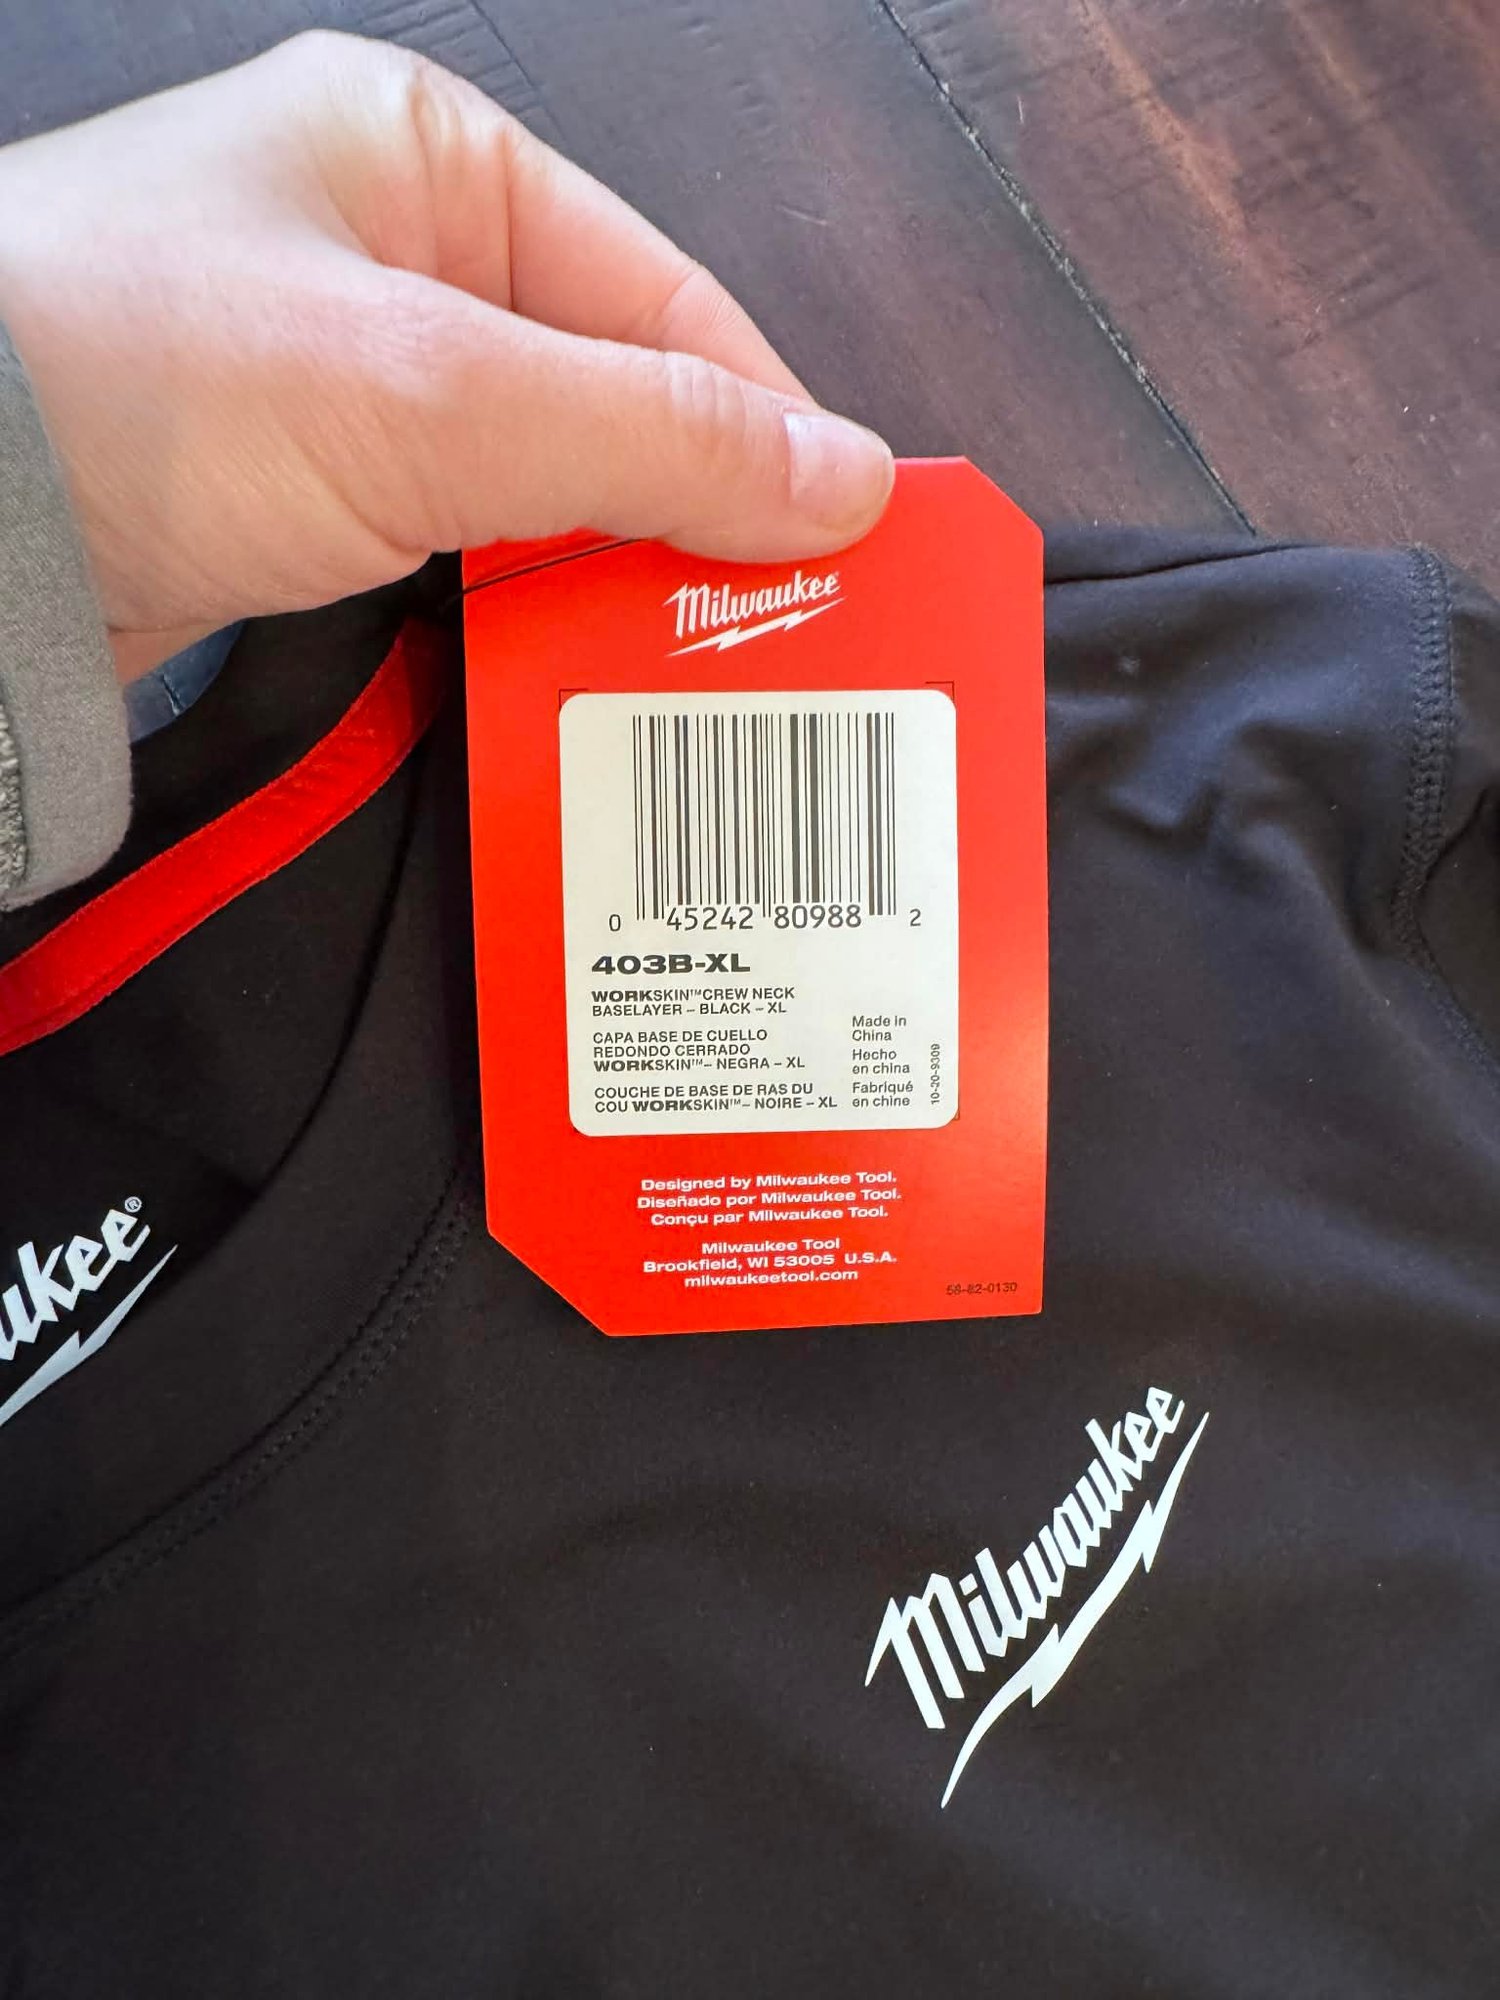 Milwaukee
0 45242 80988 2
403B-XL
WORKSKIN™ CREW NECK
BASELAYER – BLACK – XL
CAPA BASE DE CUELLO
REDONDO CERRADO
WORKSKIN™– NEGRA – XL
COUCHE DE BASE DE RAS DU
COU WORKSKIN™– NOIRE – XL
Made in
China
Hecho
en china
Fabriqué
en chine
10-20-9309
Designed by Milwaukee Tool.
Diseñado por Milwaukee Tool.
Conçu par Milwaukee Tool.
Milwaukee Tool
Brookfield, WI 53005 U.S.A.
milwaukeetool.com
58-82-0130
ukee®
Milwaukee